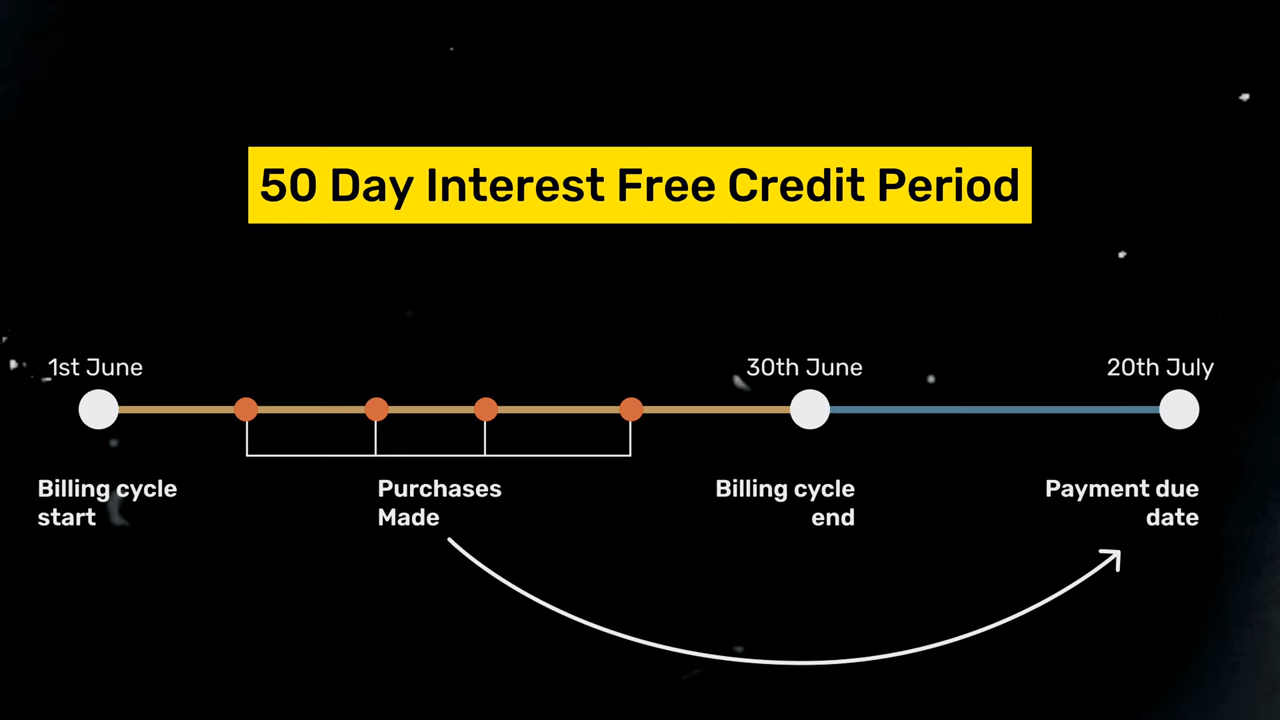 50 Day Interest Free Credit Period
1st June
30th June
20th July
Billing cycle
start
Purchases
Made
Billing cycle
end
Payment due
date